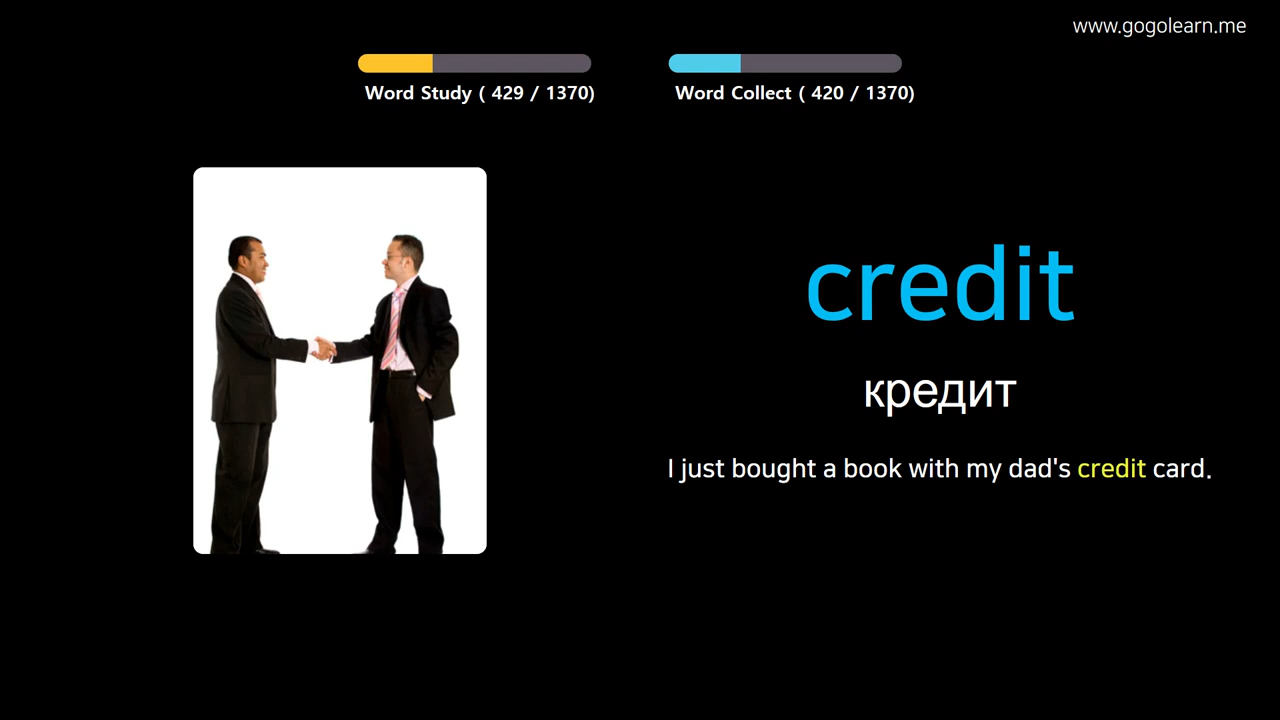 www.gogolearn.me
Word Study ( 429 / 1370)
Word Collect ( 420 / 1370)
credit
кредит
I just bought a book with my dad's credit card.